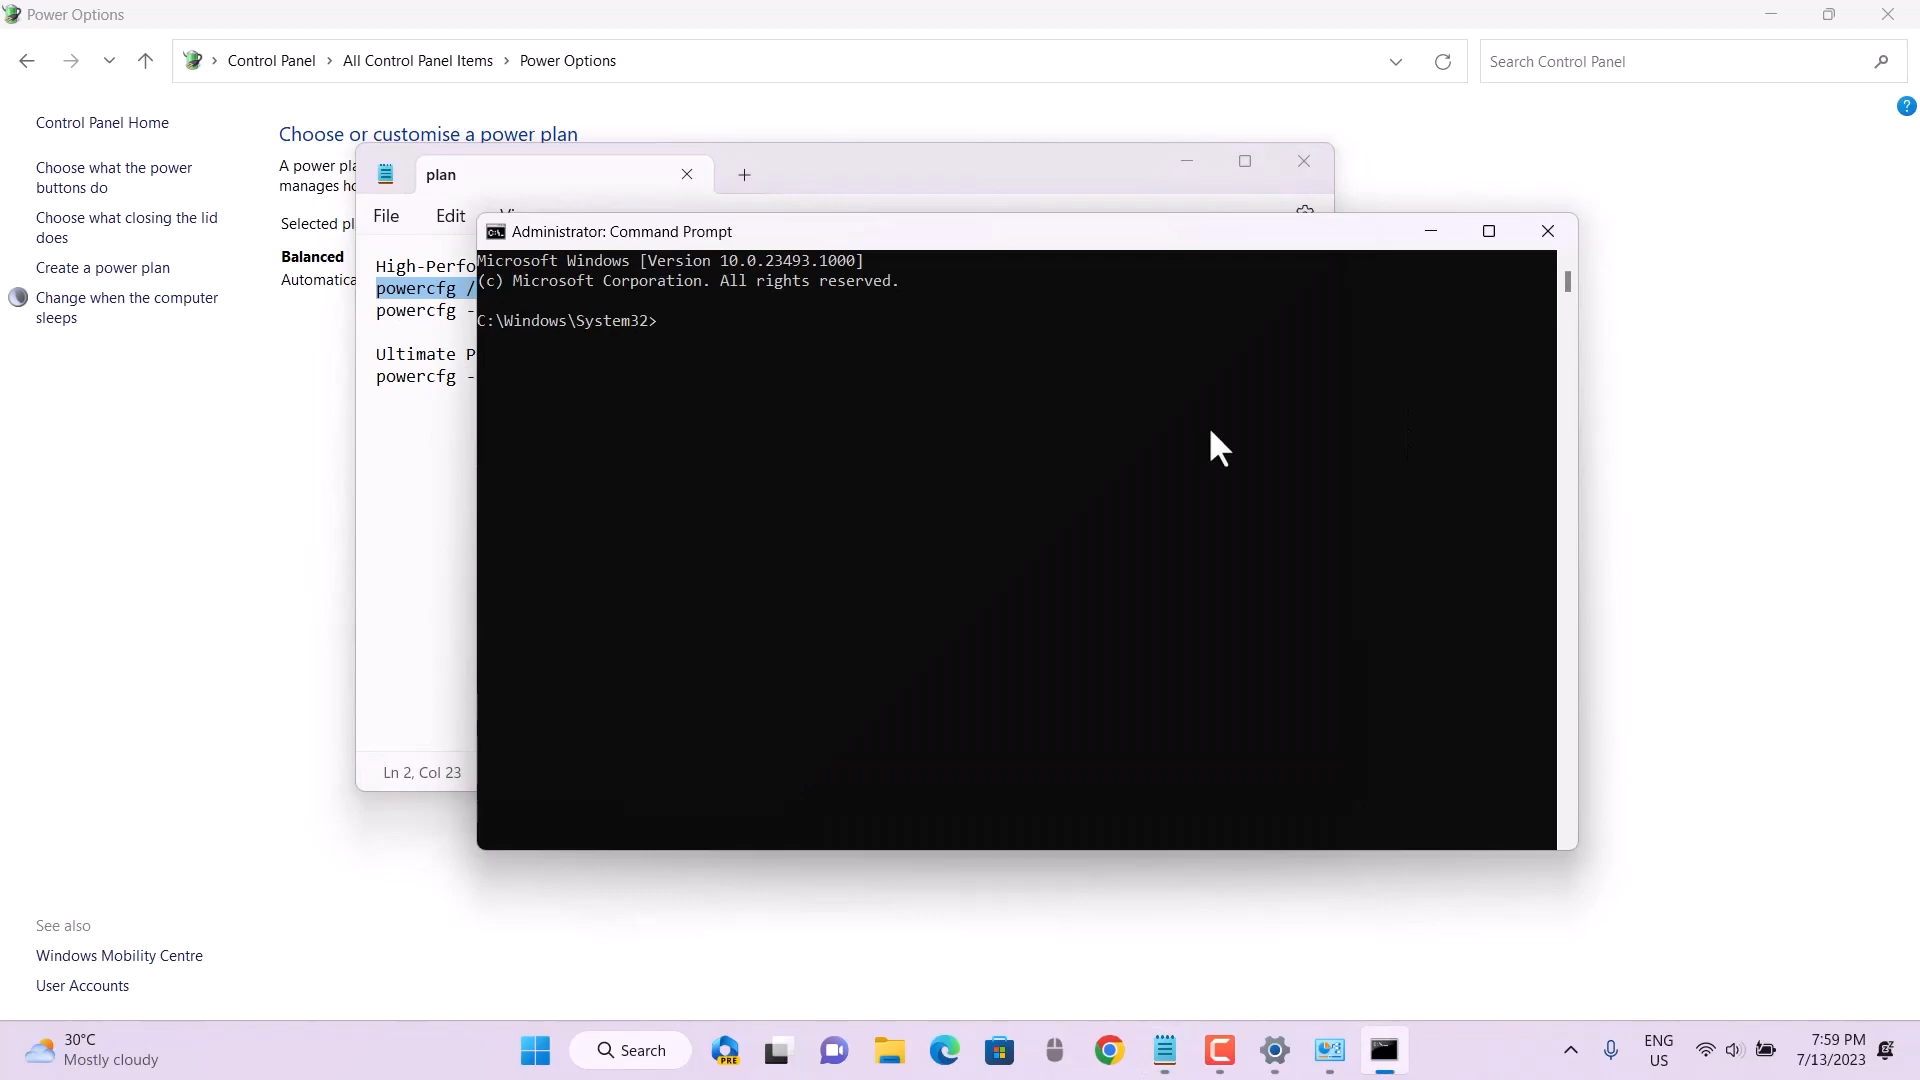 Power Options
Control Panel > All Control Panel Items > Power Options
Search Control Panel
Control Panel Home
Choose what the power
buttons do
Choose what closing the lid
does
Create a power plan
Change when the computer
sleeps
Choose or customise a power plan
A power pla
manages ho
Selected pl
Balanced
Automatica
plan
File Edit
High-Perfo
powercfg /
powercfg -
Ultimate P
powercfg -
Ln 2, Col 23
Administrator: Command Prompt
Microsoft Windows [Version 10.0.23493.1000]
(c) Microsoft Corporation. All rights reserved.
C:\Windows\System32>
See also
Windows Mobility Centre
User Accounts
30°C
Mostly cloudy
Search
PRE
ENG
US
7:59 PM
7/13/2023